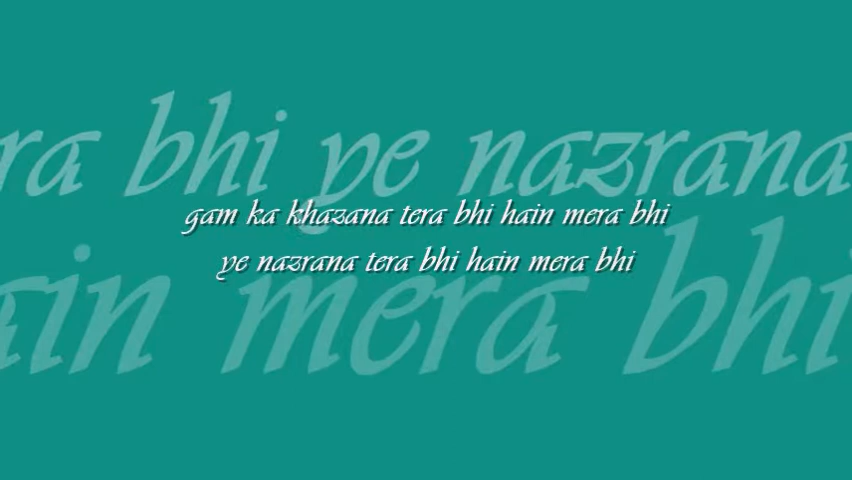 ra bhi ye nazrana
gam ka khazana tera bhi hain mera bhi
ye nazrana tera bhi hain mera bhi
ain mera bhi